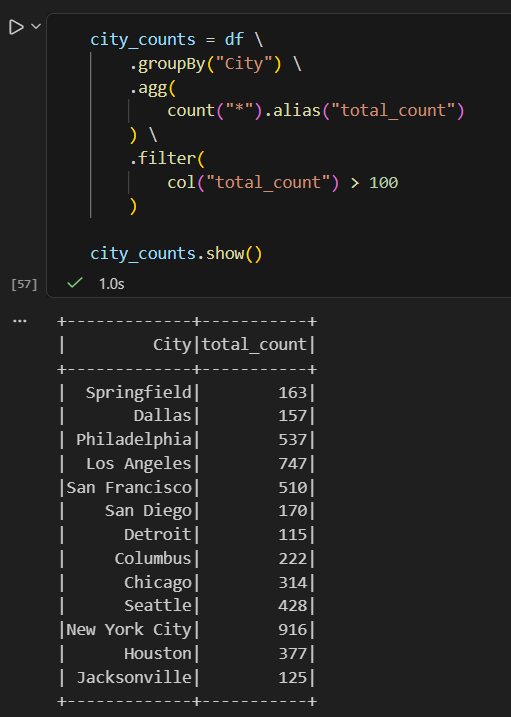 city_counts = df \
    .groupBy("City") \
    .agg(
        count("*").alias("total_count")
    ) \
    .filter(
        col("total_count") > 100
    )

city_counts.show()
[57]
1.0s
...
+-------------+-----------+
|         City|total_count|
+-------------+-----------+
|  Springfield|        163|
|       Dallas|        157|
| Philadelphia|        537|
|  Los Angeles|        747|
|San Francisco|        510|
|    San Diego|        170|
|      Detroit|        115|
|     Columbus|        222|
|      Chicago|        314|
|      Seattle|        428|
|New York City|        916|
|      Houston|        377|
| Jacksonville|        125|
+-------------+-----------+